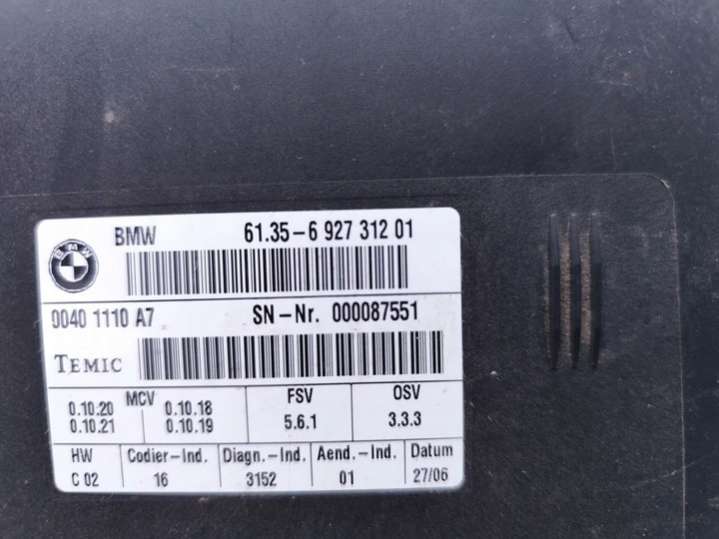 BMW
BMW 61.35-6 927 312 01
0040 1110 A7 SN-Nr. 000087551
TEMIC
MCV FSV OSV
0.10.20 0.10.18 5.6.1 3.3.3
0.10.21 0.10.19
HW Codier-Ind. Diagn.-Ind. Aend.-Ind. Datum
C 02 16 3152 01 27/06